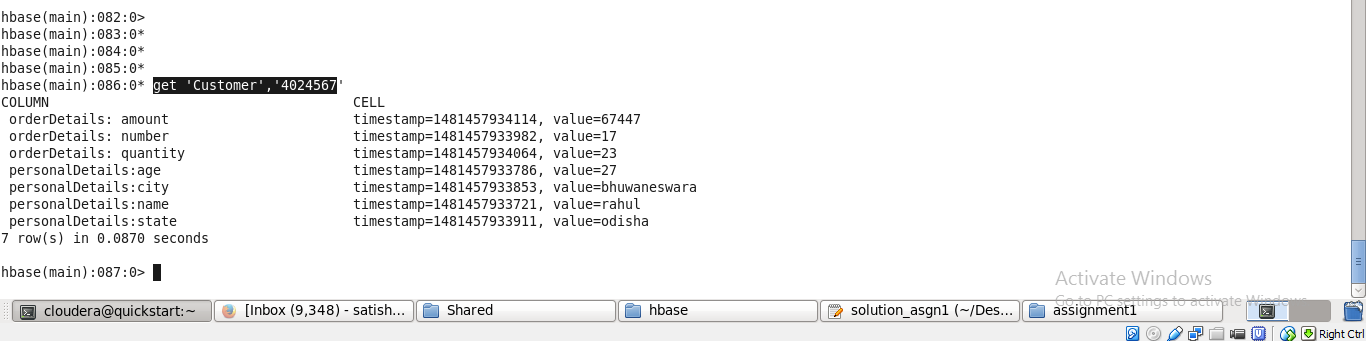 hbase(main):082:0>
hbase(main):083:0*
hbase(main):084:0*
hbase(main):085:0*
hbase(main):086:0* get 'Customer','4024567'
COLUMN CELL
orderDetails: amount timestamp=1481457934114, value=67447
orderDetails: number timestamp=1481457933982, value=17
orderDetails: quantity timestamp=1481457934064, value=23
personalDetails:age timestamp=1481457933786, value=27
personalDetails:city timestamp=1481457933853, value=bhuwaneswara
personalDetails:name timestamp=1481457933721, value=rahul
personalDetails:state timestamp=1481457933911, value=odisha
7 row(s) in 0.0870 seconds
hbase(main):087:0>
Activate Windows
Go to PC settings to activate Windows.
cloudera@quickstart:~ [Inbox (9,348) - satish... Shared hbase solution_asgn1 (~/Des... assignment1
Right Ctrl